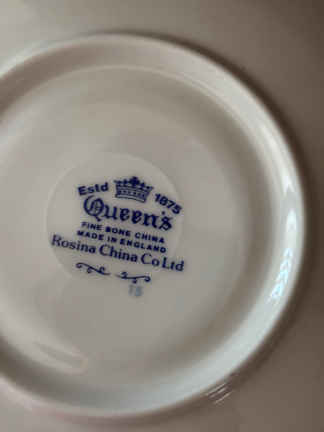 Estd 1875
Queen's
FINE BONE CHINA
MADE IN ENGLAND
Rosina China Co Ltd